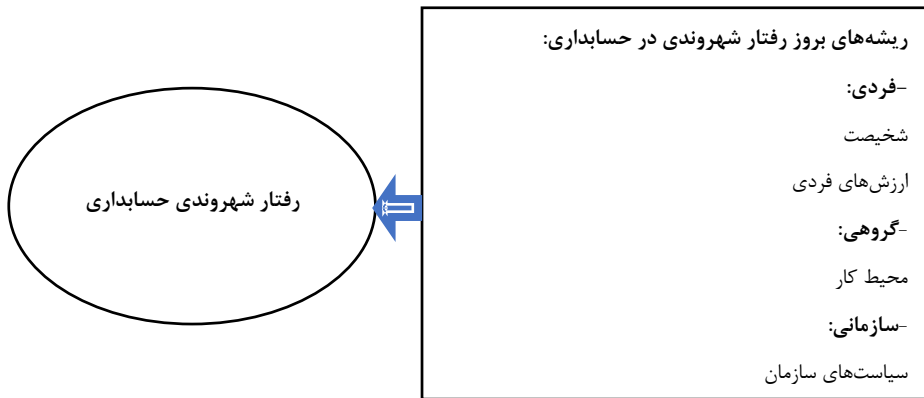 ریشه‌های بروز رفتار شهروندی در حسابداری:
-فردی:
شخیصت
ارزش‌های فردی
-گروهی:
محیط کار
-سازمانی:
سیاست‌های سازمان
رفتار شهروندی حسابداری